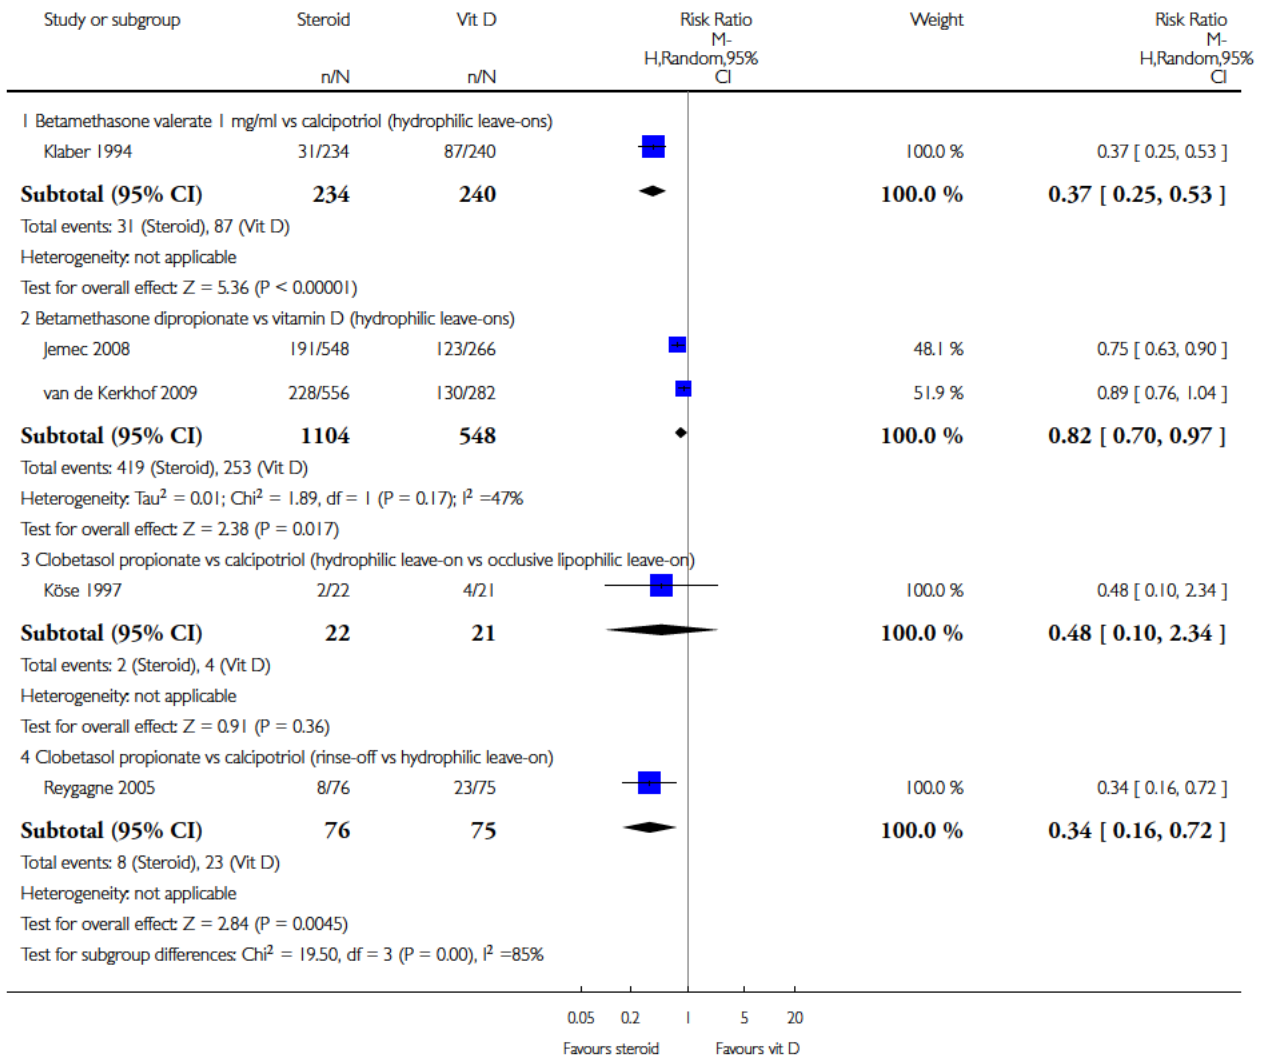 Study or subgroup Steroid Vit D Risk Ratio Weight Risk Ratio
M- M-
H,Random,95% H,Random,95%
n/N n/N CI CI
1 Betamethasone valerate 1 mg/ml vs calcipotriol (hydrophilic leave-ons)
Klaber 1994 31/234 87/240 100.0 % 0.37 [ 0.25, 0.53 ]
Subtotal (95% CI) 234 240 100.0 % 0.37 [ 0.25, 0.53 ]
Total events: 31 (Steroid), 87 (Vit D)
Heterogeneity: not applicable
Test for overall effect: Z = 5.36 (P < 0.00001)
2 Betamethasone dipropionate vs vitamin D (hydrophilic leave-ons)
Jemec 2008 191/548 123/266 48.1 % 0.75 [ 0.63, 0.90 ]
van de Kerkhof 2009 228/556 130/282 51.9 % 0.89 [ 0.76, 1.04 ]
Subtotal (95% CI) 1104 548 100.0 % 0.82 [ 0.70, 0.97 ]
Total events: 419 (Steroid), 253 (Vit D)
Heterogeneity: Tau² = 0.01; Chi² = 1.89, df = 1 (P = 0.17); I² =47%
Test for overall effect: Z = 2.38 (P = 0.017)
3 Clobetasol propionate vs calcipotriol (hydrophilic leave-on vs occlusive lipophilic leave-on)
Köse 1997 2/22 4/21 100.0 % 0.48 [ 0.10, 2.34 ]
Subtotal (95% CI) 22 21 100.0 % 0.48 [ 0.10, 2.34 ]
Total events: 2 (Steroid), 4 (Vit D)
Heterogeneity: not applicable
Test for overall effect: Z = 0.91 (P = 0.36)
4 Clobetasol propionate vs calcipotriol (rinse-off vs hydrophilic leave-on)
Reygagne 2005 8/76 23/75 100.0 % 0.34 [ 0.16, 0.72 ]
Subtotal (95% CI) 76 75 100.0 % 0.34 [ 0.16, 0.72 ]
Total events: 8 (Steroid), 23 (Vit D)
Heterogeneity: not applicable
Test for overall effect: Z = 2.84 (P = 0.0045)
Test for subgroup differences: Chi² = 19.50, df = 3 (P = 0.00), I² =85%
0.05 0.2 1 5 20
Favours steroid Favours vit D